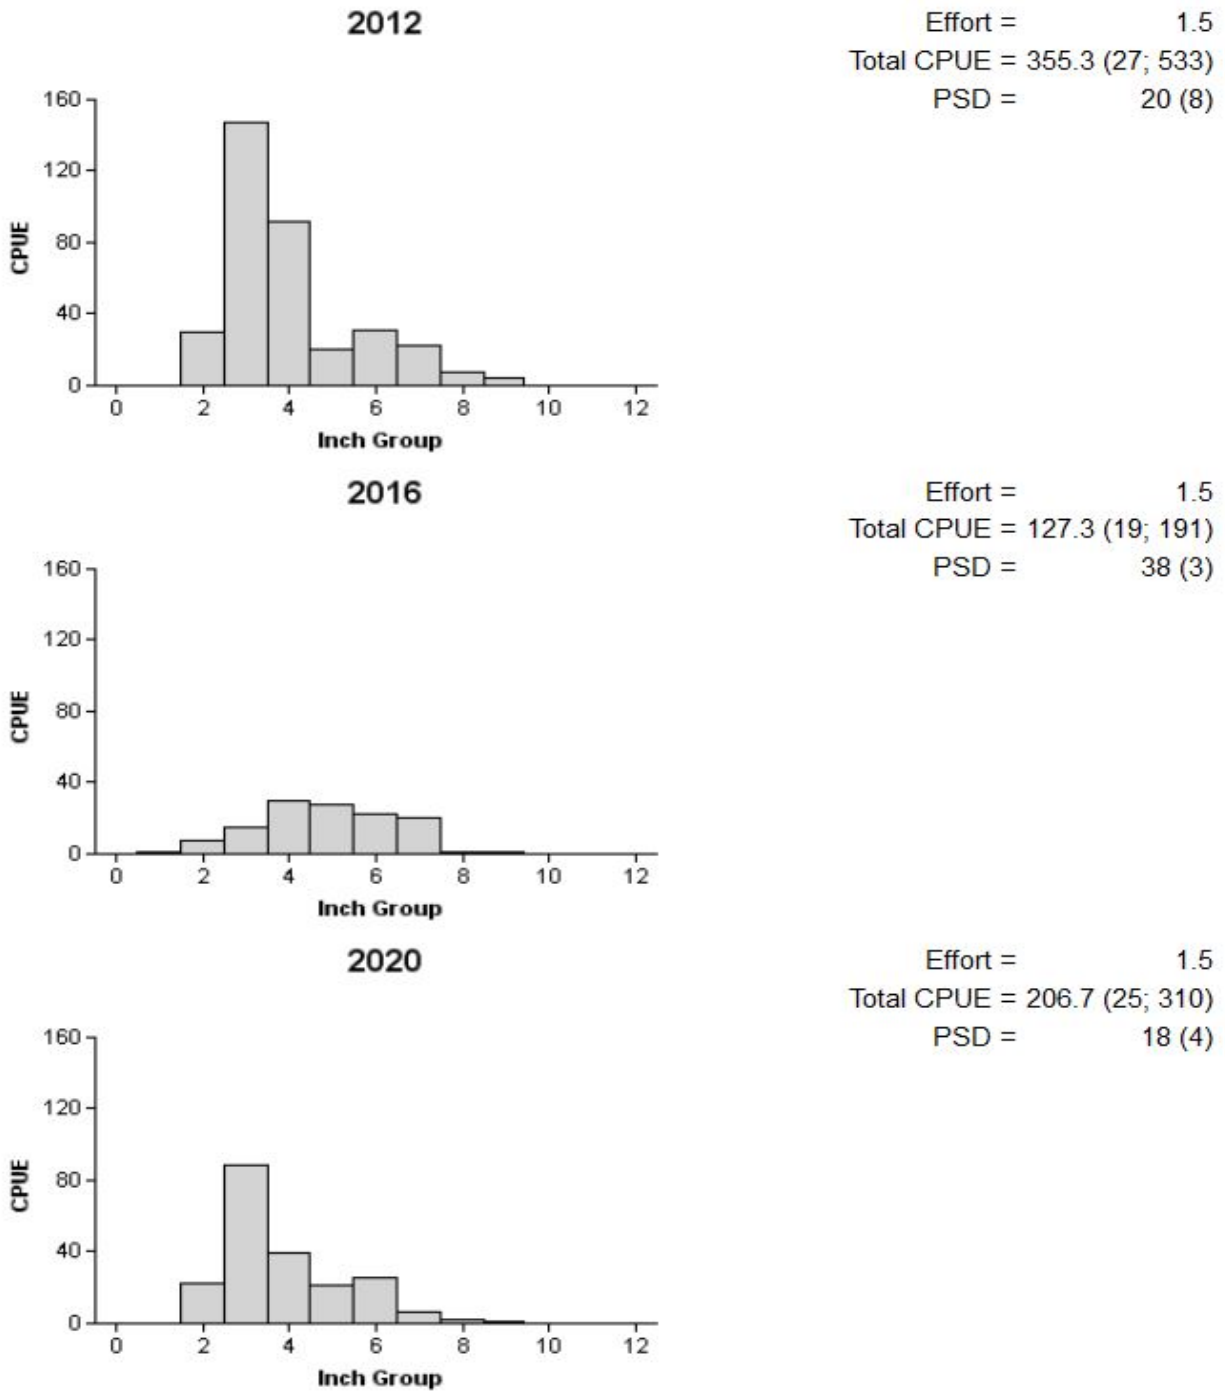 2012
Effort = 1.5
Total CPUE = 355.3 (27; 533)
PSD = 20 (8)
160
120
80
40
0
CPUE
0 2 4 6 8 10 12
Inch Group
2016
Effort = 1.5
Total CPUE = 127.3 (19; 191)
PSD = 38 (3)
160
120
80
40
0
CPUE
0 2 4 6 8 10 12
Inch Group
2020
Effort = 1.5
Total CPUE = 206.7 (25; 310)
PSD = 18 (4)
160
120
80
40
0
CPUE
0 2 4 6 8 10 12
Inch Group